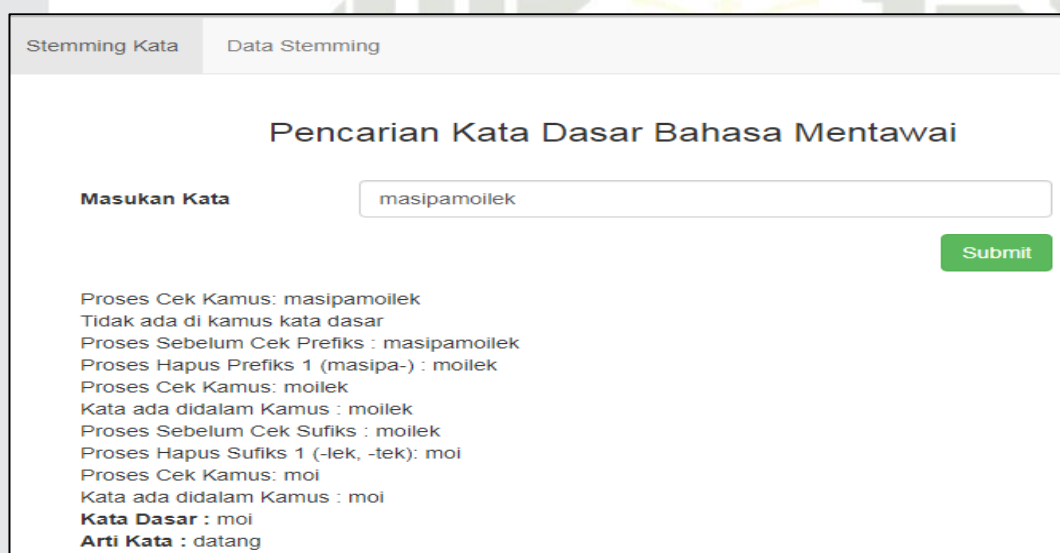 Stemming Kata Data Stemming
Pencarian Kata Dasar Bahasa Mentawai
Masukan Kata masipamoilek
Submit
Proses Cek Kamus: masipamoilek
Tidak ada di kamus kata dasar
Proses Sebelum Cek Prefiks : masipamoilek
Proses Hapus Prefiks 1 (masipa-) : moilek
Proses Cek Kamus: moilek
Kata ada didalam Kamus : moilek
Proses Sebelum Cek Sufiks : moilek
Proses Hapus Sufiks 1 (-lek, -tek): moi
Proses Cek Kamus: moi
Kata ada didalam Kamus : moi
Kata Dasar : moi
Arti Kata : datang